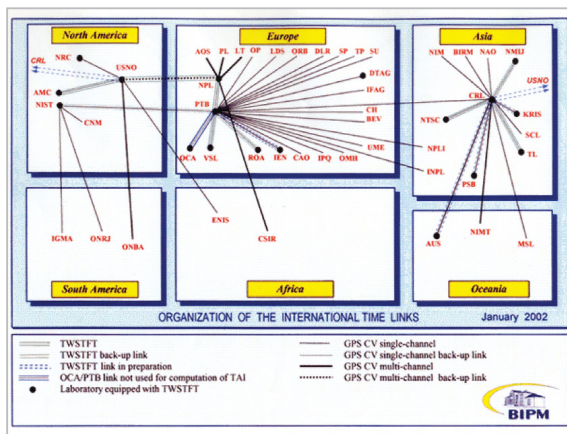 North America
Europe
Asia
CRL
NRC
USNO
AMC
NIST
CNM
AOS PL LT OP LDS ORB DLR SP TP SU
NPL
DTAG
IFAG
PTB
CH
BEV
UME
NPLI
INPL
OCA VSL ROA IEN CAO IPQ OMH
NIM BIRM NAO NMIJ
USNO
CRL
KRIS
NTSC
SCL
TL
PSB
IGMA ONRJ ONBA
ENIS
CSIR
AUS NIMT MSL
South America
Africa
Oceania
ORGANIZATION OF THE INTERNATIONAL TIME LINKS January 2002
TWSTFT
TWSTFT back-up link
TWSTFT link in preparation
OCA/PTB link not used for computation of TAI
Laboratory equipped with TWSTFT
GPS CV single-channel
GPS CV single-channel back-up link
GPS CV multi-channel
GPS CV multi-channel back-up link
BIPM